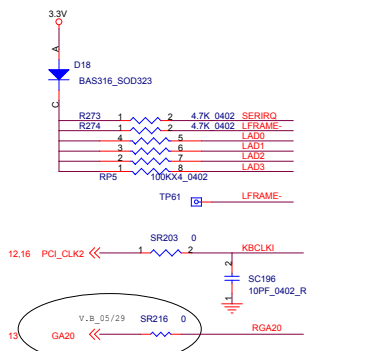 3.3V
A
D18
BAS316_SOD323
C
R273 1 2 4.7K_0402 SERIRQ
R274 1 2 4.7K_0402 LFRAME-
4 5 LAD0
3 6 LAD1
2 7 LAD2
1 8 LAD3
RP5 100KX4_0402
TP61 LFRAME-
SR203 0
12,16 PCI_CLK2 1 2 KBCLKI
2
SC196
10PF_0402_R
1
V.B_05/29 SR216 0
13 GA20 RGA20